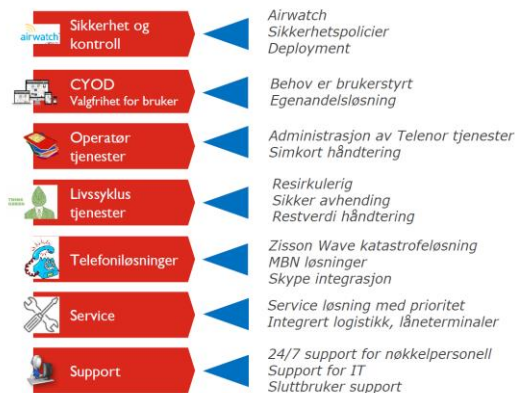 airwatch
Sikkerhet og
kontroll
Airwatch
Sikkerhetspolicier
Deployment
CYOD
Valgfrihet for bruker
Behov er brukerstyrt
Egenandelsløsning
Operatør
tjenester
Administrasjon av Telenor tjenester
Simkort håndtering
THINK
GREEN
Livssyklus
tjenester
Resirkulerig
Sikker avhending
Restverdi håndtering
Telefoniløsninger
Zisson Wave katastrofeløsning
MBN løsninger
Skype integrasjon
Service
Service løsning med prioritet
Integrert logistikk, låneterminaler
Support
24/7 support for nøkkelpersonell
Support for IT
Sluttbruker support